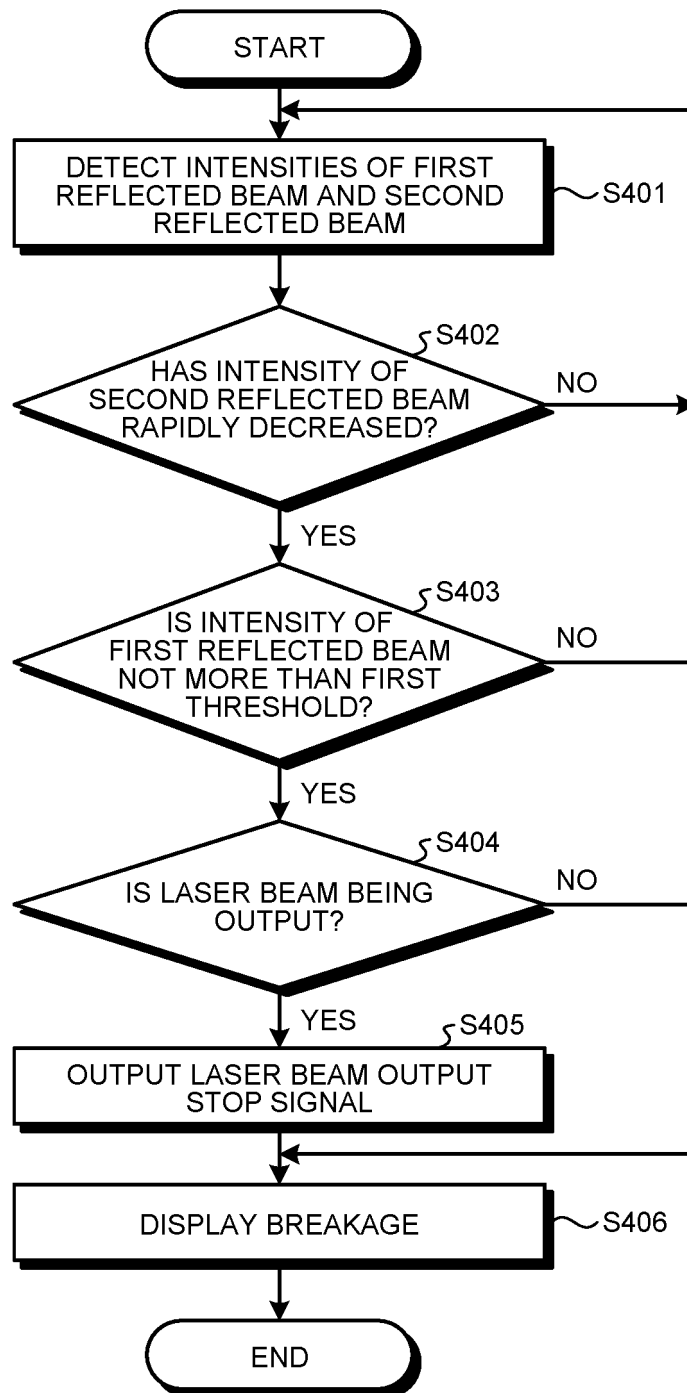 START
DETECT INTENSITIES OF FIRST
REFLECTED BEAM AND SECOND
REFLECTED BEAM
S401
S402
HAS INTENSITY OF
SECOND REFLECTED BEAM
RAPIDLY DECREASED?
NO
YES
S403
IS INTENSITY OF
FIRST REFLECTED BEAM
NOT MORE THAN FIRST
THRESHOLD?
NO
YES
S404
IS LASER BEAM BEING
OUTPUT?
NO
YES
S405
OUTPUT LASER BEAM OUTPUT
STOP SIGNAL
DISPLAY BREAKAGE
S406
END